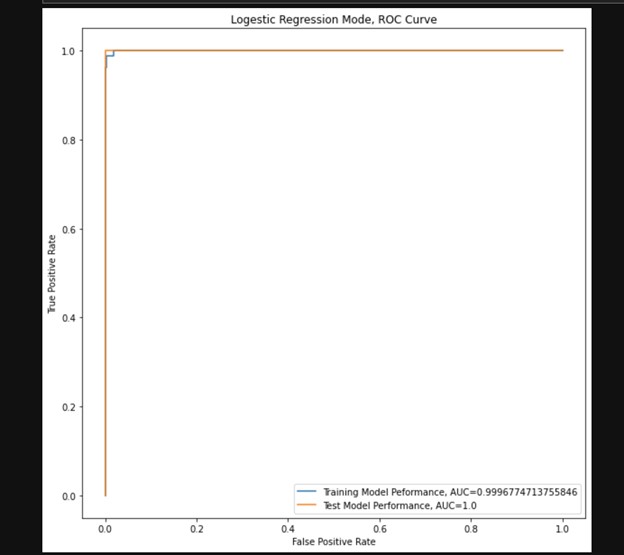 Logestic Regression Mode, ROC Curve
1.0
0.8
0.6
0.4
0.2
0.0
True Positive Rate
Training Model Peformance, AUC=0.9996774713755846
Test Model Performance, AUC=1.0
0.0 0.2 0.4 0.6 0.8 1.0
False Positive Rate